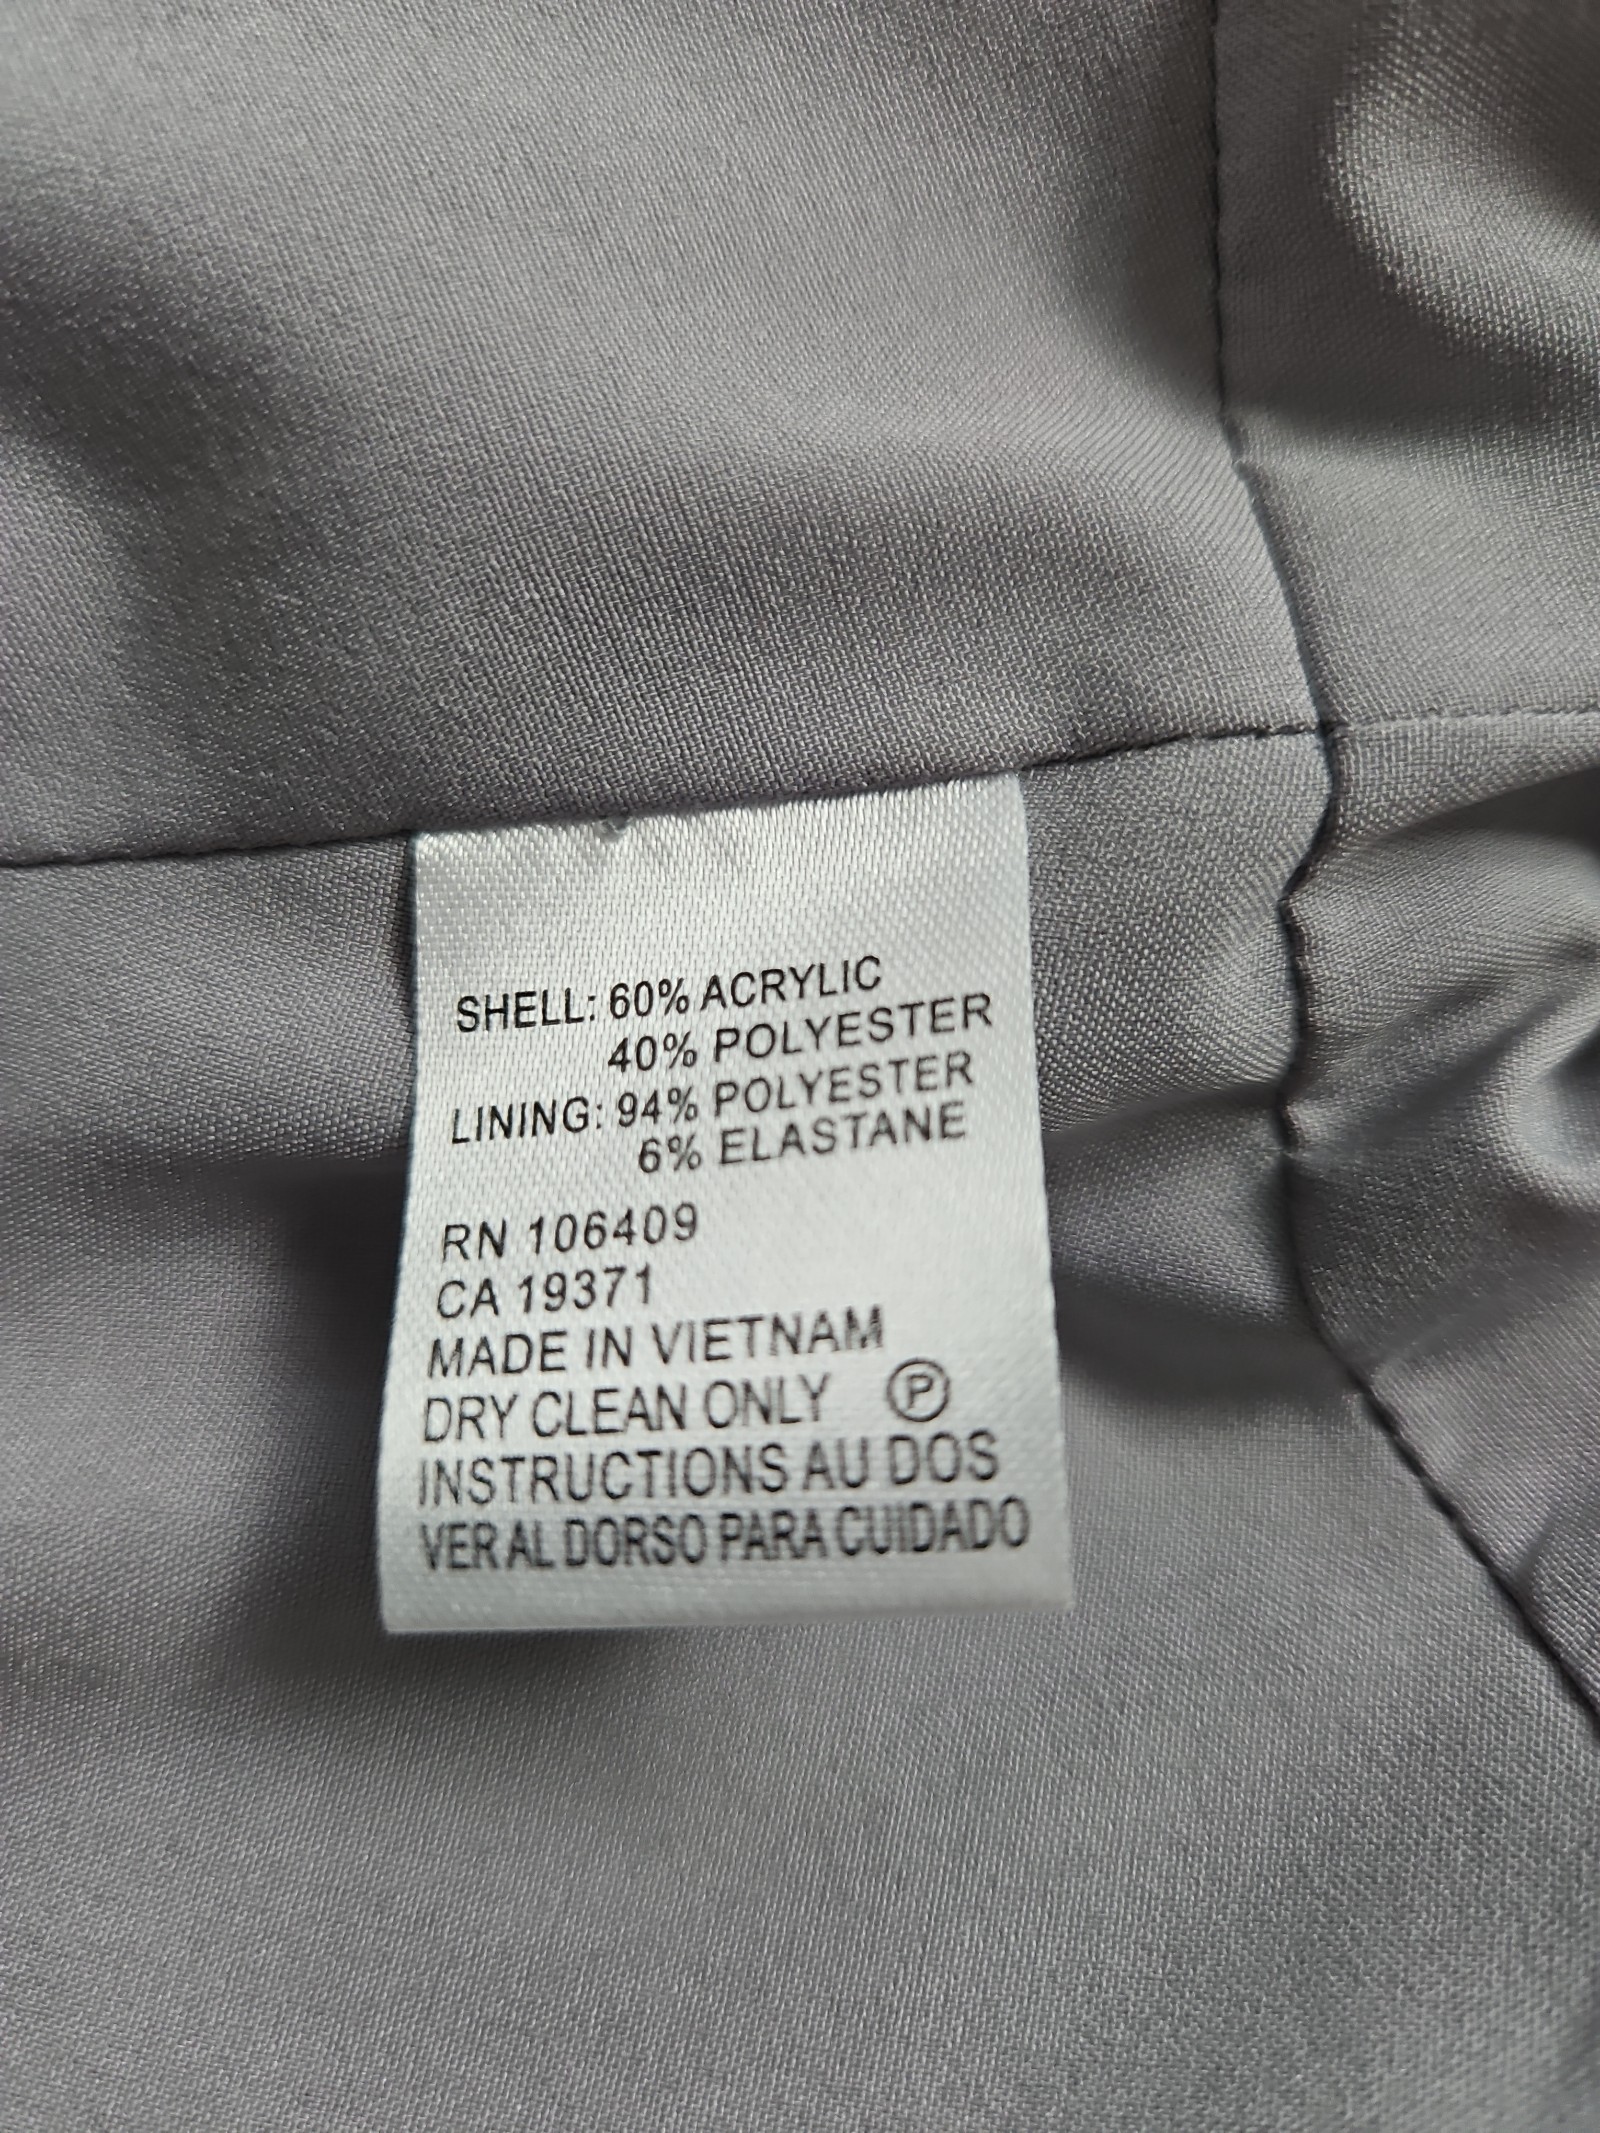 SHELL: 60% ACRYLIC
40% POLYESTER
LINING: 94% POLYESTER
6% ELASTANE
RN 106409
CA 19371
MADE IN VIETNAM
DRY CLEAN ONLY Ⓟ
INSTRUCTIONS AU DOS
VER AL DORSO PARA CUIDADO